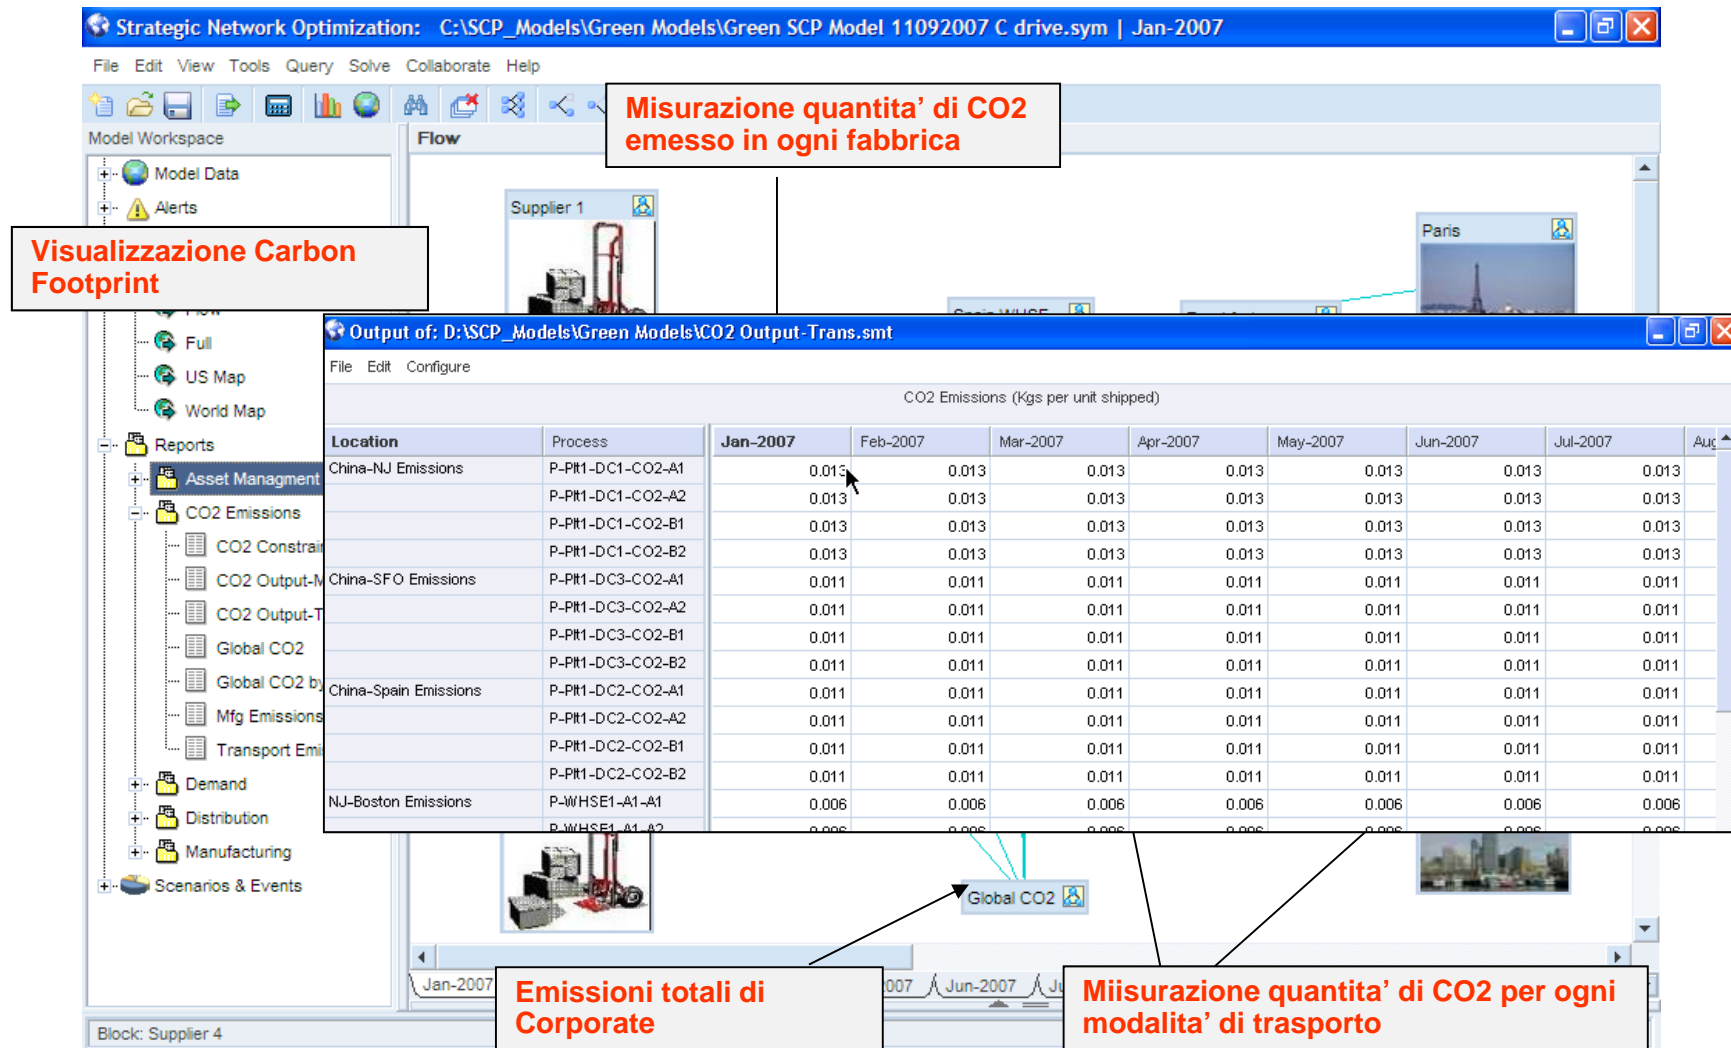 Strategic Network Optimization: C:\SCP_Models\Green Models\Green SCP Model 11092007 C drive.sym | Jan-2007
File Edit View Tools Query Solve Collaborate Help
Misurazione quantita' di CO2
emesso in ogni fabbrica
Model Workspace
Flow
Model Data
Alerts
Supplier 1
Paris
Visualizzazione Carbon
Footprint
Full
US Map
World Map
Reports
Asset Managment
CO2 Emissions
CO2
CO2
CO2
Global CO2
Global CO2
Mfg Emissions
Transport
Demand
Distribution
Manufacturing
Scenarios & Events
Output of: D:\SCP_Models\Green Models\CO2 Output-Trans.smt
File Edit Configure
CO2 Emissions (Kgs per unit shipped)
Location Process Jan-2007 Feb-2007 Mar-2007 Apr-2007 May-2007 Jun-2007 Jul-2007
China-NJ Emissions P-Plt1-DC1-CO2-A1 0.013 0.013 0.013 0.013 0.013 0.013 0.013
P-Plt1-DC1-CO2-A2 0.013 0.013 0.013 0.013 0.013 0.013 0.013
P-Plt1-DC1-CO2-B1 0.013 0.013 0.013 0.013 0.013 0.013 0.013
P-Plt1-DC1-CO2-B2 0.013 0.013 0.013 0.013 0.013 0.013 0.013
China-SFO Emissions P-Plt1-DC3-CO2-A1 0.011 0.011 0.011 0.011 0.011 0.011 0.011
P-Plt1-DC3-CO2-A2 0.011 0.011 0.011 0.011 0.011 0.011 0.011
P-Plt1-DC3-CO2-B1 0.011 0.011 0.011 0.011 0.011 0.011 0.011
P-Plt1-DC3-CO2-B2 0.011 0.011 0.011 0.011 0.011 0.011 0.011
China-Spain Emissions P-Plt1-DC2-CO2-A1 0.011 0.011 0.011 0.011 0.011 0.011 0.011
P-Plt1-DC2-CO2-A2 0.011 0.011 0.011 0.011 0.011 0.011 0.011
P-Plt1-DC2-CO2-B1 0.011 0.011 0.011 0.011 0.011 0.011 0.011
P-Plt1-DC2-CO2-B2 0.011 0.011 0.011 0.011 0.011 0.011 0.011
NJ-Boston Emissions P-WHSE1-A1-A1 0.006 0.006 0.006 0.006 0.006 0.006 0.006
P-WHSE1-A1-A2 0.006 0.006 0.006 0.006 0.006 0.006 0.006
Global CO2
Jan-2007
Jun-2007
Emissioni totali di
Corporate
Miisurazione quantita' di CO2 per ogni
modalita' di trasporto
Block: Supplier 4